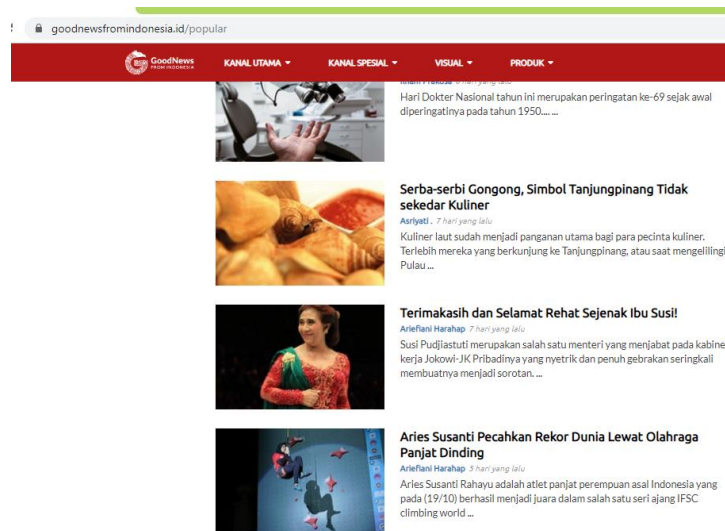 goodnewsfromindonesia.id/popular
GoodNews
FROM INDONESIA
KANAL UTAMA
KANAL SPESIAL
VISUAL
PRODUK
Hari Dokter Nasional tahun ini merupakan peringatan ke-69 sejak awal
diperingatinya pada tahun 1950.... ...
Serba-serbi Gongong, Simbol Tanjungpinang Tidak
sekedar Kuliner
Asriyati . 7 hari yang lalu
Kuliner laut sudah menjadi panganan utama bagi para pecinta kuliner.
Terlebih mereka yang berkunjung ke Tanjungpinang, atau saat mengelilingi
Pulau ...
Terimakasih dan Selamat Rehat Sejenak Ibu Susi!
Ariefiani Harahap 7 hari yang lalu
Susi Pudjiastuti merupakan salah satu menteri yang menjabat pada kabine
kerja Jokowi-JK Pribadinya yang nyetrik dan penuh gebrakan seringkali
membuatnya menjadi sorotan. ...
Aries Susanti Pecahkan Rekor Dunia Lewat Olahraga
Panjat Dinding
Ariefiani Harahap 5 hari yang lalu
Aries Susanti Rahayu adalah atlet panjat perempuan asal Indonesia yang
pada (19/10) berhasil menjadi juara dalam salah satu seri ajang IFSC
climbing world ...